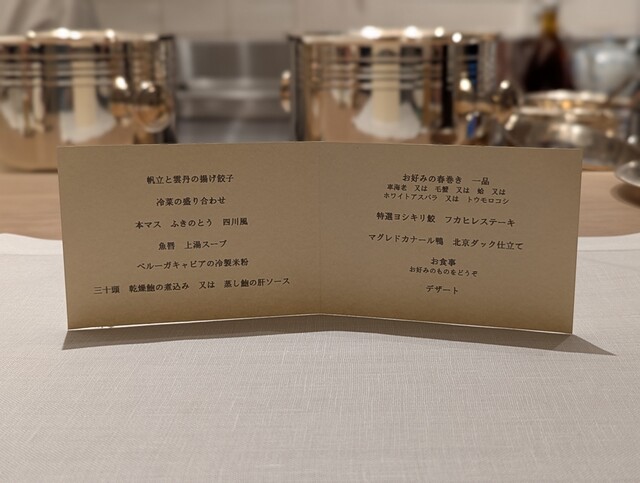 帆立と雲丹の揚げ餃子
冷菜の盛り合わせ
本マス　ふきのとう　四川風
魚唇　上湯スープ
ベルーガキャビアの冷製米粉
三十頭　乾燥鮑の煮込み　又は　蒸し鮑の肝ソース
お好みの春巻き　一品
車海老　又は　毛蟹　又は　蛤　又は
ホワイトアスパラ　又は　トウモロコシ
特選ヨシキリ鮫　フカヒレステーキ
マグレドカナール鴨　北京ダック仕立て
お食事
お好みのものをどうぞ
デザート